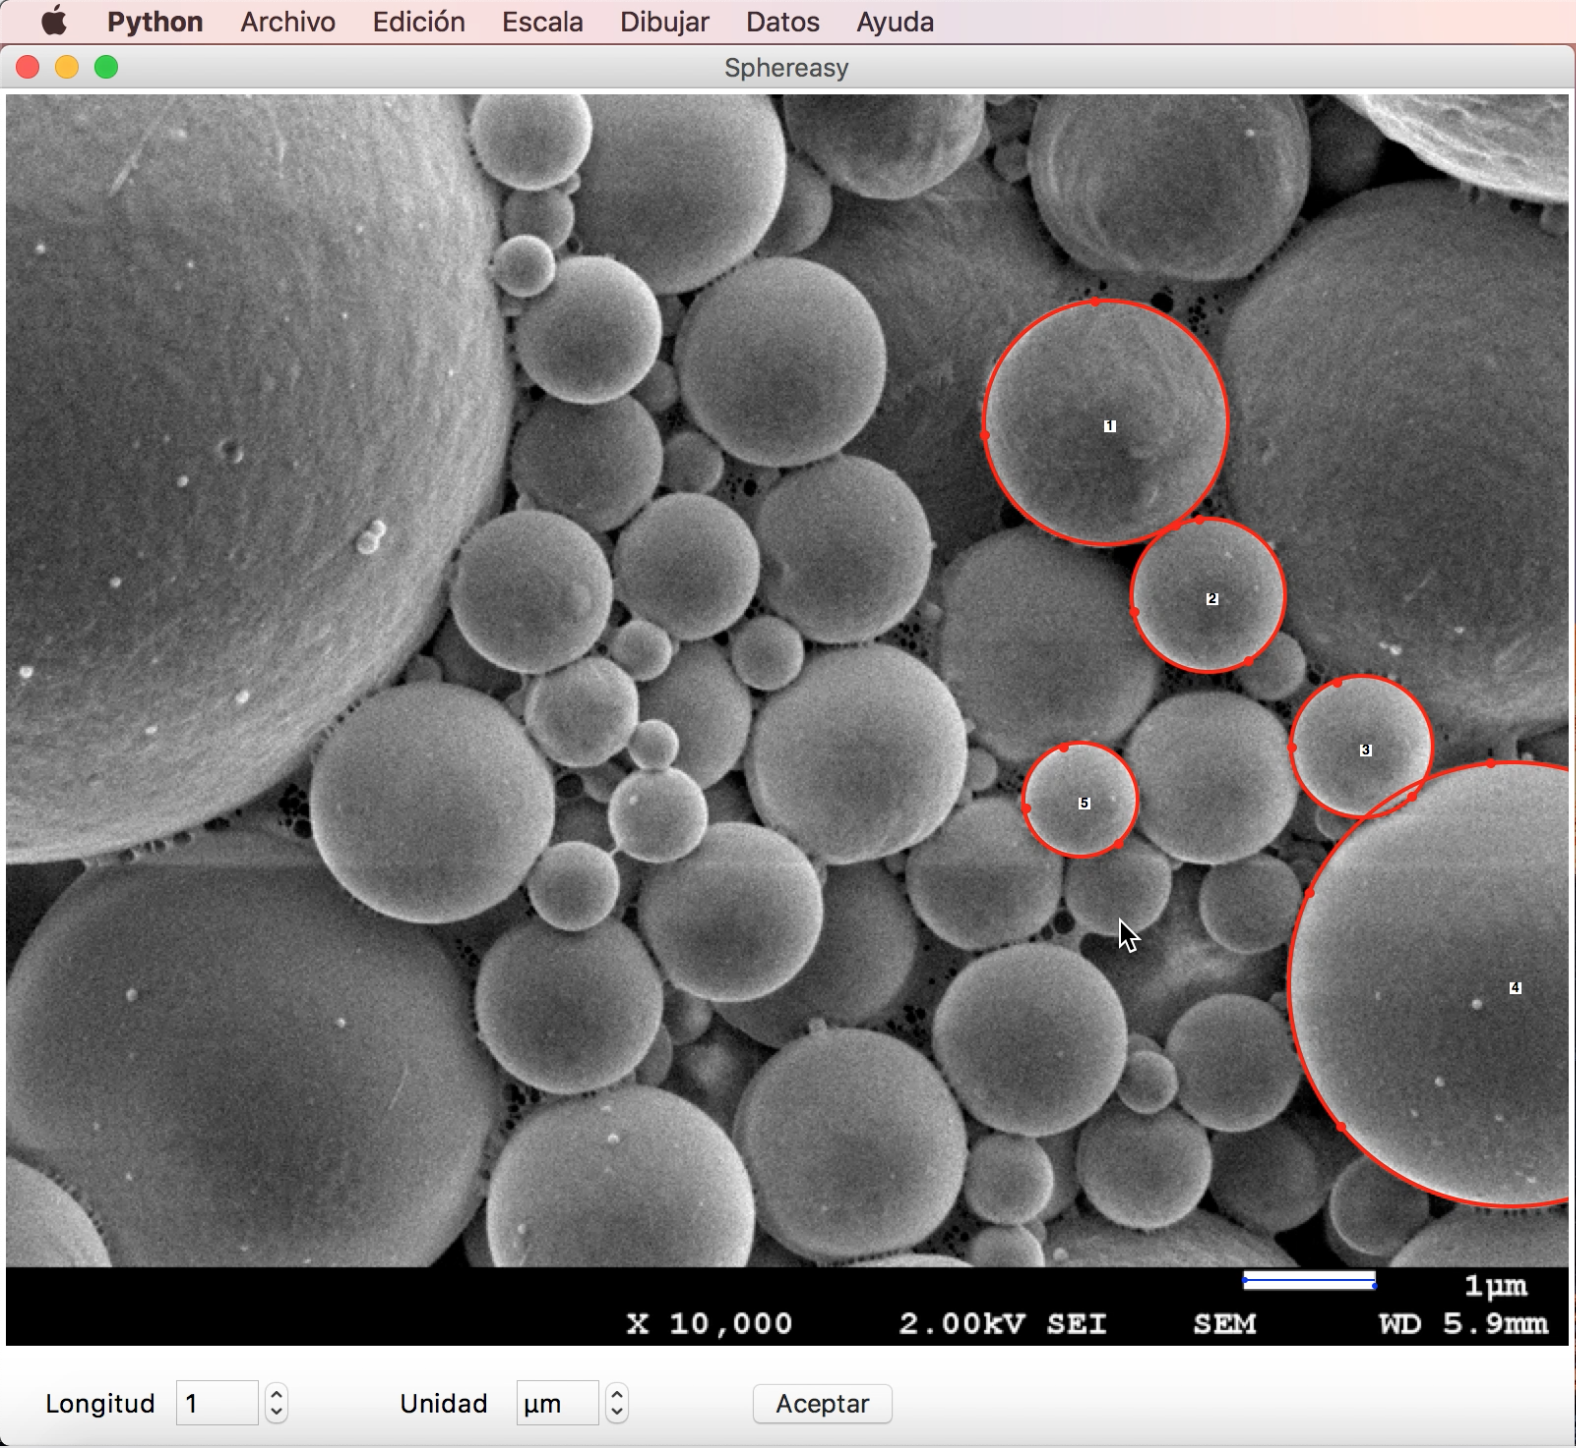 Python Archivo Edición Escala Dibujar Datos Ayuda
Sphereasy
1
2
3
5
4
1µm
X 10,000 2.00kV SEI SEM WD 5.9mm
Longitud 1 Unidad µm Aceptar